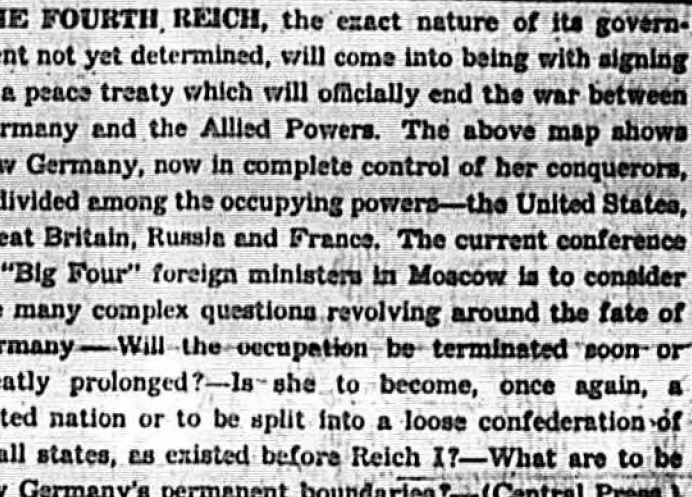 HE FOURTH REICH, the exact nature of its govern-
ent not yet determined, will come into being with signing
a peace treaty which will officially end the war between
rmany and the Allied Powers. The above map shows
w Germany, now in complete control of her conquerors,
divided among the occupying powers—the United States,
eat Britain, Russia and France. The current conference
"Big Four" foreign ministers in Moscow is to consider
e many complex questions revolving around the fate of
rmany—Will the occupation be terminated soon or
eatly prolonged?—Is she to become, once again, a
ted nation or to be split into a loose confederation of
all states, as existed before Reich I?—What are to be
w Germany's permanent boundaries?—(Central Press.)